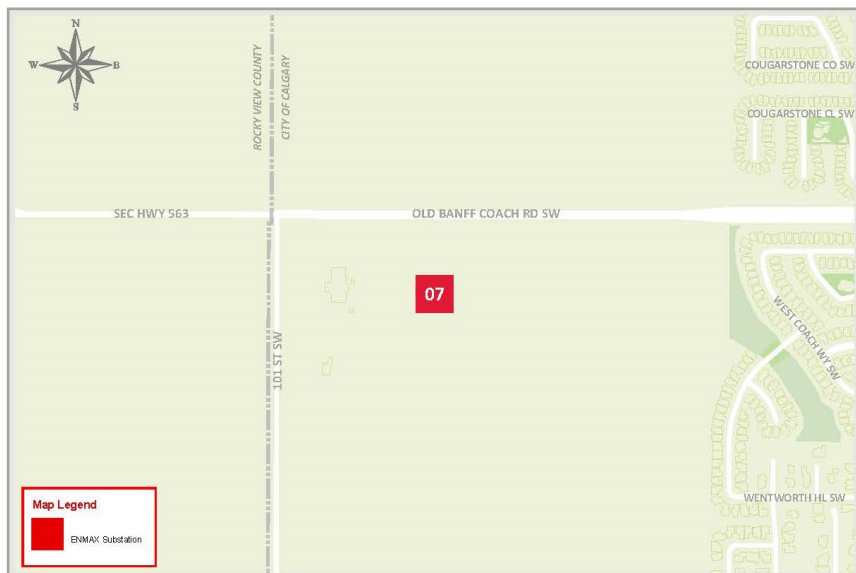 N
W
B
S
ROCKY VIEW COUNTY
CITY OF CALGARY
COUGARSTONE CO SW
COUGARSTONE CL SW
SEC HWY 563
OLD BANFF COACH RD SW
07
WEST COACH WY SW
101 ST SW
WENTWORTH HL SW
Map Legend
ENMAX Substation